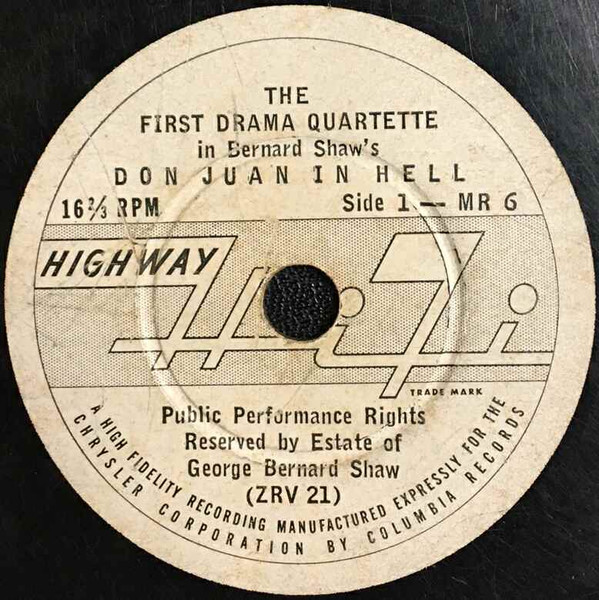 THE
FIRST DRAMA QUARTETTE
in Bernard Shaw's
DON JUAN IN HELL
16⅔ RPM Side 1 — MR 6
HIGHWAY
HiFi
TRADE MARK
Public Performance Rights
Reserved by Estate of
George Bernard Shaw
(ZRV 21)
A HIGH FIDELITY RECORDING MANUFACTURED EXPRESSLY FOR THE
CHRYSLER CORPORATION BY COLUMBIA RECORDS